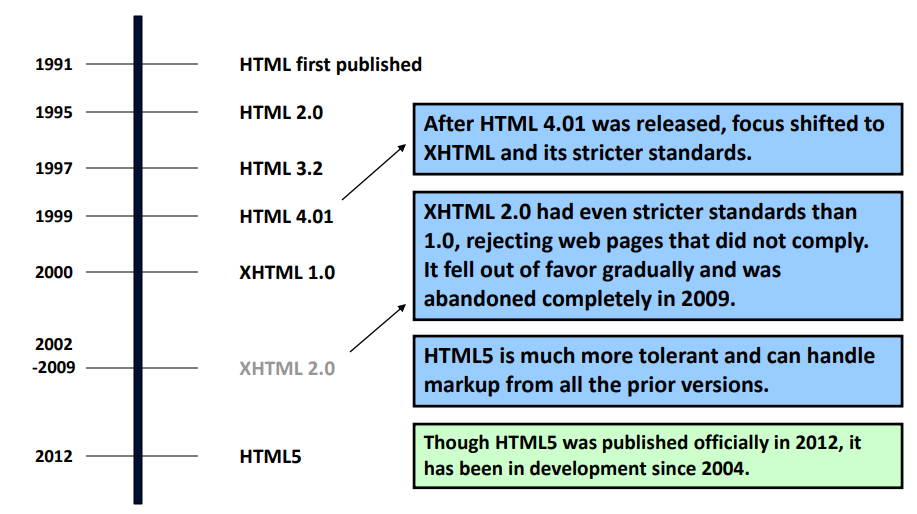 1991 HTML first published
1995 HTML 2.0
After HTML 4.01 was released, focus shifted to
XHTML and its stricter standards.
1997 HTML 3.2
1999 HTML 4.01
XHTML 2.0 had even stricter standards than
1.0, rejecting web pages that did not comply.
It fell out of favor gradually and was
abandoned completely in 2009.
2000 XHTML 1.0
2002
-2009 XHTML 2.0
HTML5 is much more tolerant and can handle
markup from all the prior versions.
2012 HTML5
Though HTML5 was published officially in 2012, it
has been in development since 2004.